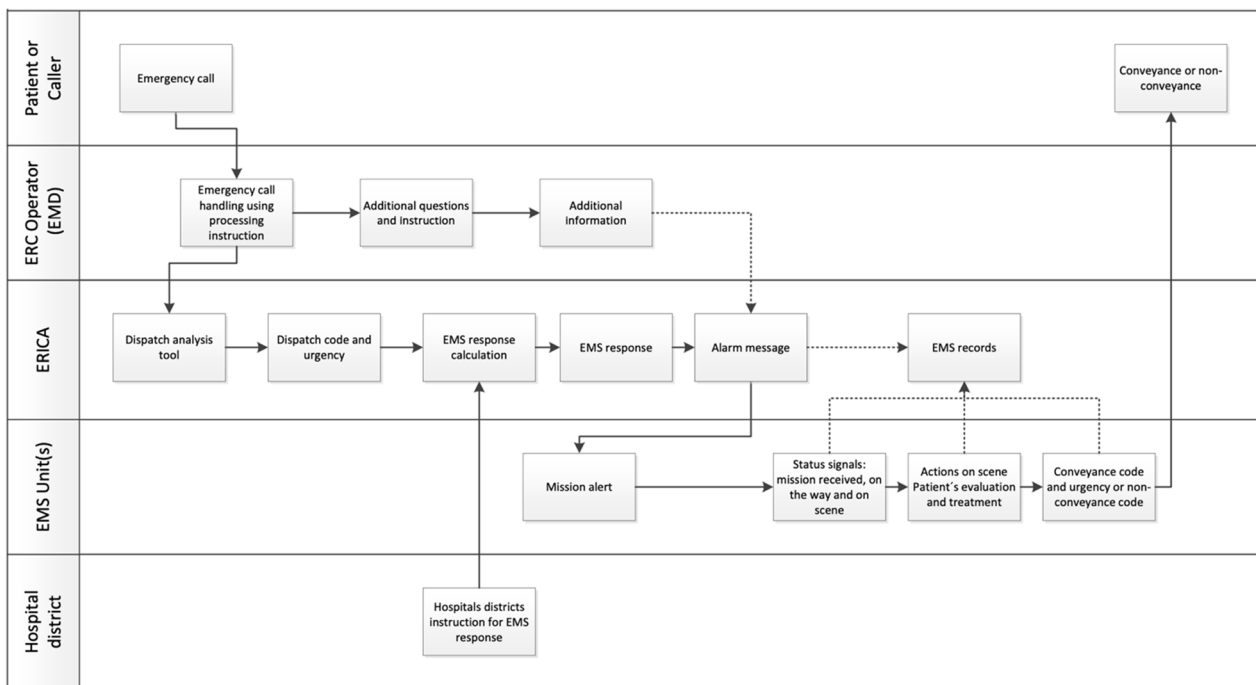 Patient or
Caller
Emergency call
Conveyance or non-
conveyance
ERC Operator
(EMD)
Emergency call
handling using
processing
instruction
Additional questions
and instruction
Additional
information
ERICA
Dispatch analysis
tool
Dispatch code and
urgency
EMS response
calculation
EMS response
Alarm message
EMS records
EMS Unit(s)
Mission alert
Status signals:
mission received, on
the way and on
scene
Actions on scene
Patient´s evaluation
and treatment
Conveyance code
and urgency or non-
conveyance code
Hospital
district
Hospitals districts
instruction for EMS
response